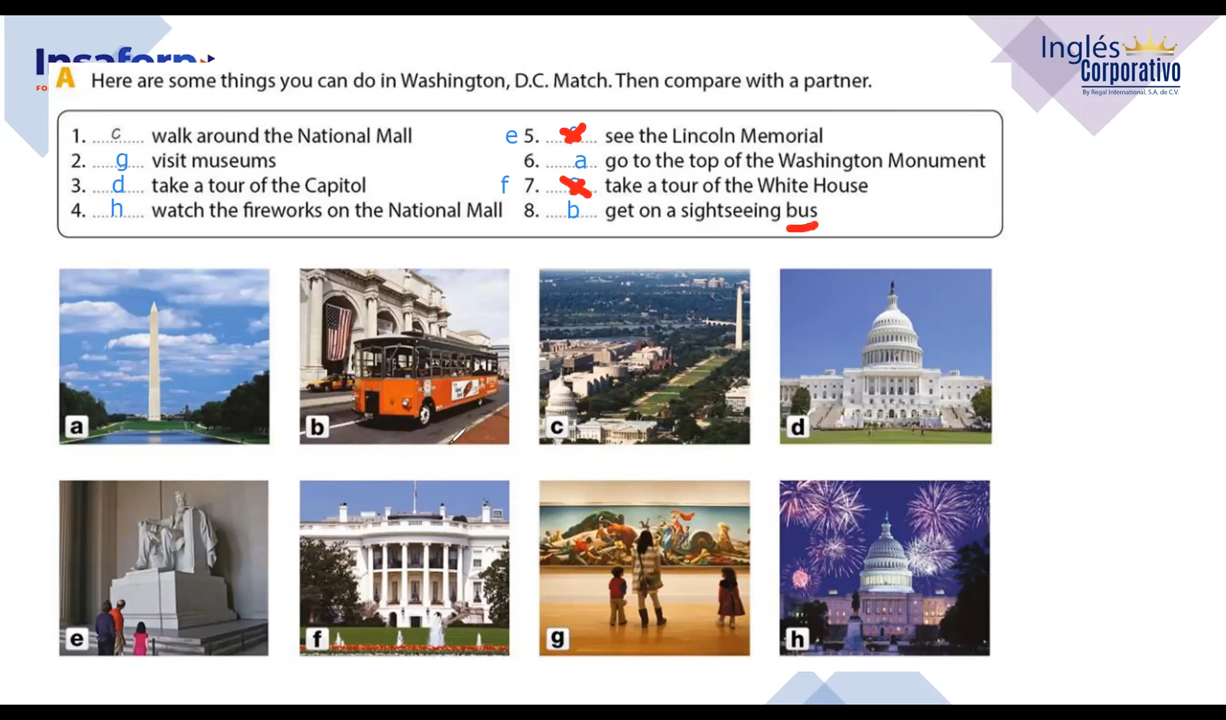 Insaforp
Inglés
Corporativo
By Regal International, S.A. de C.V.
A Here are some things you can do in Washington, D.C. Match. Then compare with a partner.
1. c walk around the National Mall
2. g visit museums
3. d take a tour of the Capitol
4. h watch the fireworks on the National Mall
e 5. see the Lincoln Memorial
6. a go to the top of the Washington Monument
f 7. take a tour of the White House
8. b get on a sightseeing bus
a
b
c
d
e
f
g
h